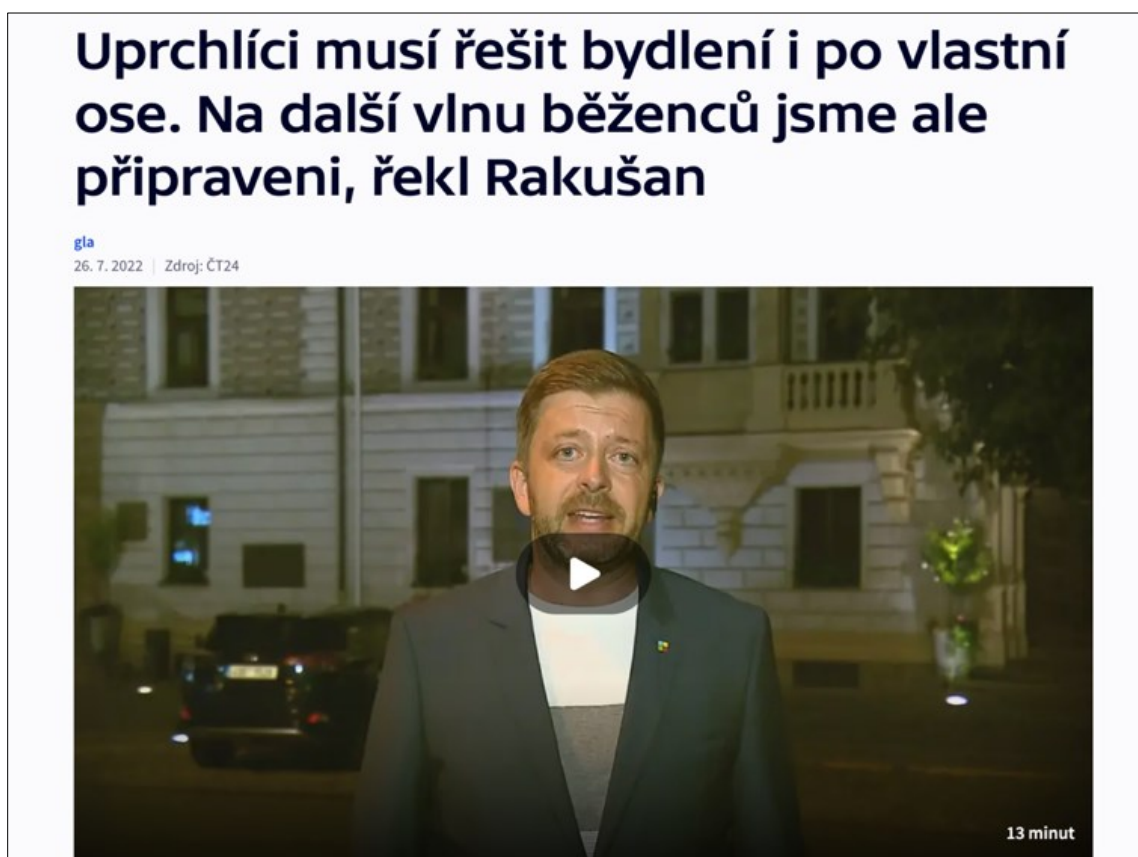 Uprchlíci musí řešit bydlení i po vlastní
ose. Na další vlnu běženců jsme ale
připraveni, řekl Rakušan
gla
26. 7. 2022 | Zdroj: ČT24
13 minut